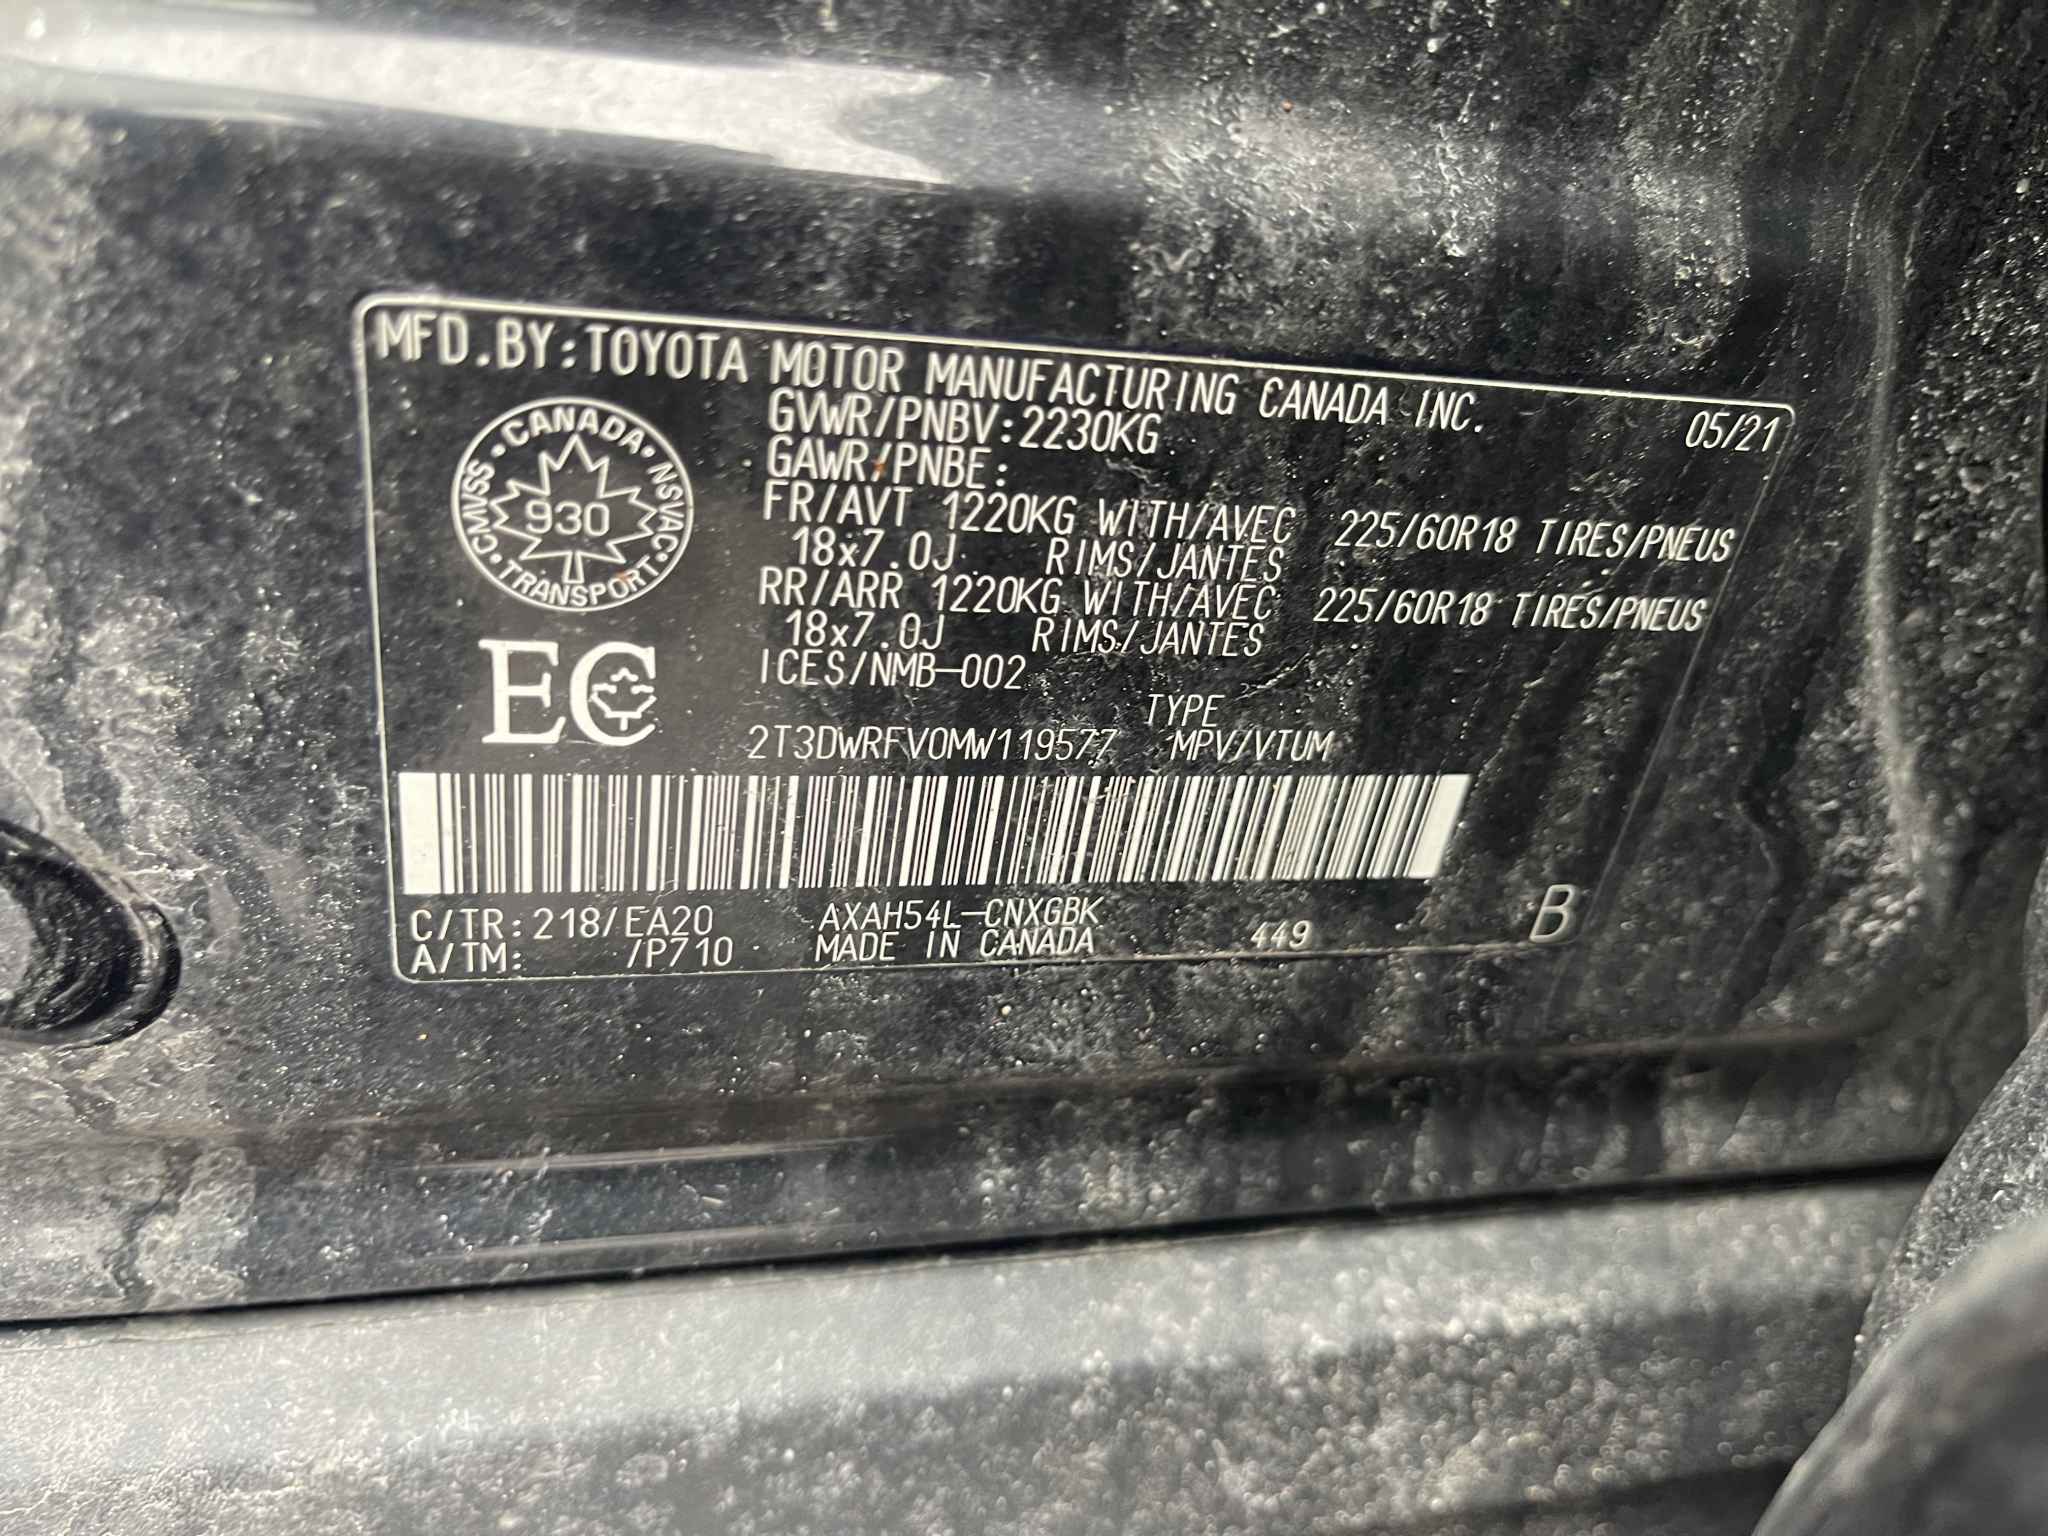 MFD.BY:TOYOTA MOTOR MANUFACTURING CANADA INC. 05/21
GVWR/PNBV:2230KG
GAWR/PNBE:
FR/AVT 1220KG WITH/AVEC 225/60R18 TIRES/PNEUS
18x7.0J RIMS/JANTES
RR/ARR 1220KG WITH/AVEC 225/60R18 TIRES/PNEUS
18x7.0J RIMS/JANTES
ICES/NMB-002
CANADA
CMVSS 930 NSVAC
TRANSPORT
EC
TYPE
2T3DWRFV0MW119577 MPV/VTUM
C/TR:218/EA20 AXAH54L-CNXGBK
A/TM: /P710 MADE IN CANADA 449 B